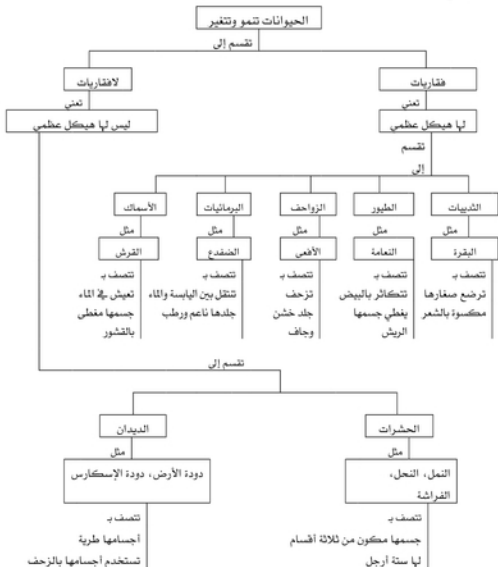 الحيوانات تنمو وتتغير
تقسم إلى
فقاريات
لافقاريات
تعني
تعني
لها هيكل عظمي
ليس لها هيكل عظمي
تقسم
إلى
الثدييات
الطيور
الزواحف
البرمائيات
الأسماك
مثل
مثل
مثل
مثل
مثل
البقرة
النعامة
الأفعى
الضفدع
القرش
تتصف بـ
ترضع صغارها
مكسوة بالشعر
تتصف بـ
تتكاثر بالبيض
يغطي جسمها
الريش
تتصف بـ
تزحف
جلد خشن
وجاف
تتصف بـ
تنتقل بين اليابسة والماء
جلدها ناعم ورطب
تتصف بـ
تعيش في الماء
جسمها مغطى
بالقشور
تقسم إلى
الحشرات
الديدان
مثل
مثل
النمل، النحل،
الفراشة
دودة الأرض، دودة الإسكارس
تتصف بـ
جسمها مكون من ثلاثة أقسام
لها ستة أرجل
تتصف بـ
أجسامها طرية
تستخدم أجسامها بالزحف